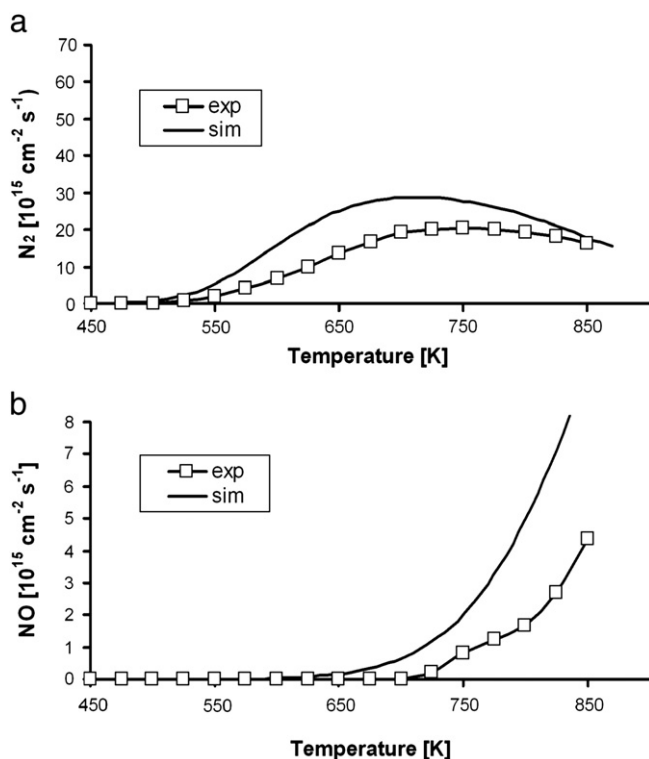 a
70
60
50
40
30
20
10
0
N₂ [10¹⁵ cm⁻² s⁻¹)
exp
sim
450 550 650 750 850
Temperature [K]
b
8
7
6
5
4
3
2
1
0
NO [10¹⁵ cm⁻² s⁻¹]
exp
sim
450 550 650 750 850
Temperature [K]